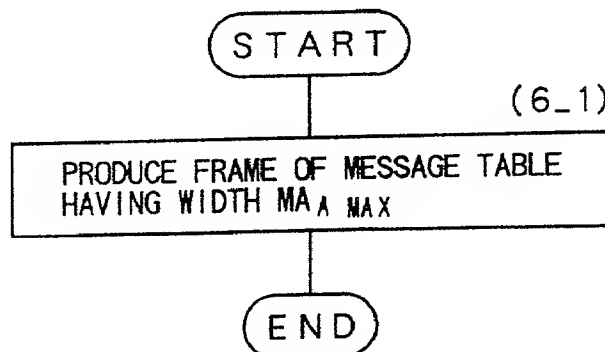 START
(6_1)
PRODUCE FRAME OF MESSAGE TABLE
HAVING WIDTH MA A MAX
END